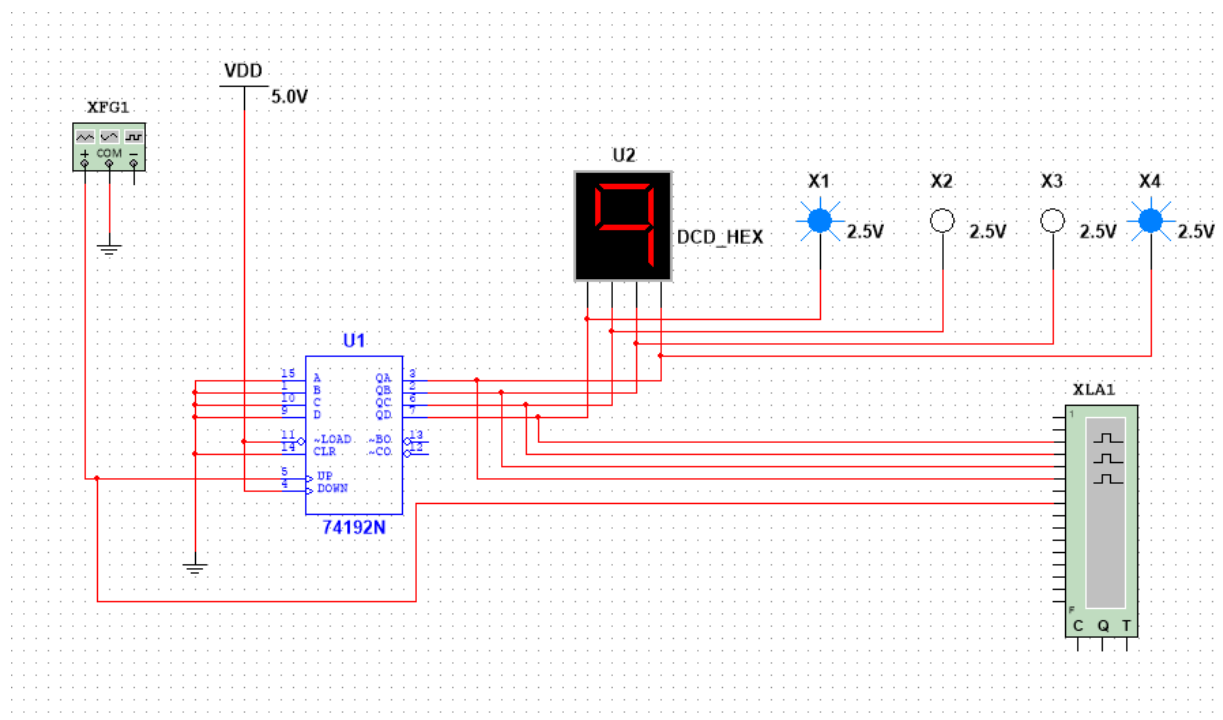 VDD
5.0V
XFG1
+ COM −
U2
9
DCD_HEX
X1
2.5V
X2
2.5V
X3
2.5V
X4
2.5V
U1
15 A QA 3
1 B QB 2
10 C QC 6
9 D QD 7
11 ~LOAD ~BO 13
14 CLR ~CO 12
5 UP
4 DOWN
74192N
XLA1
1
F
C Q T